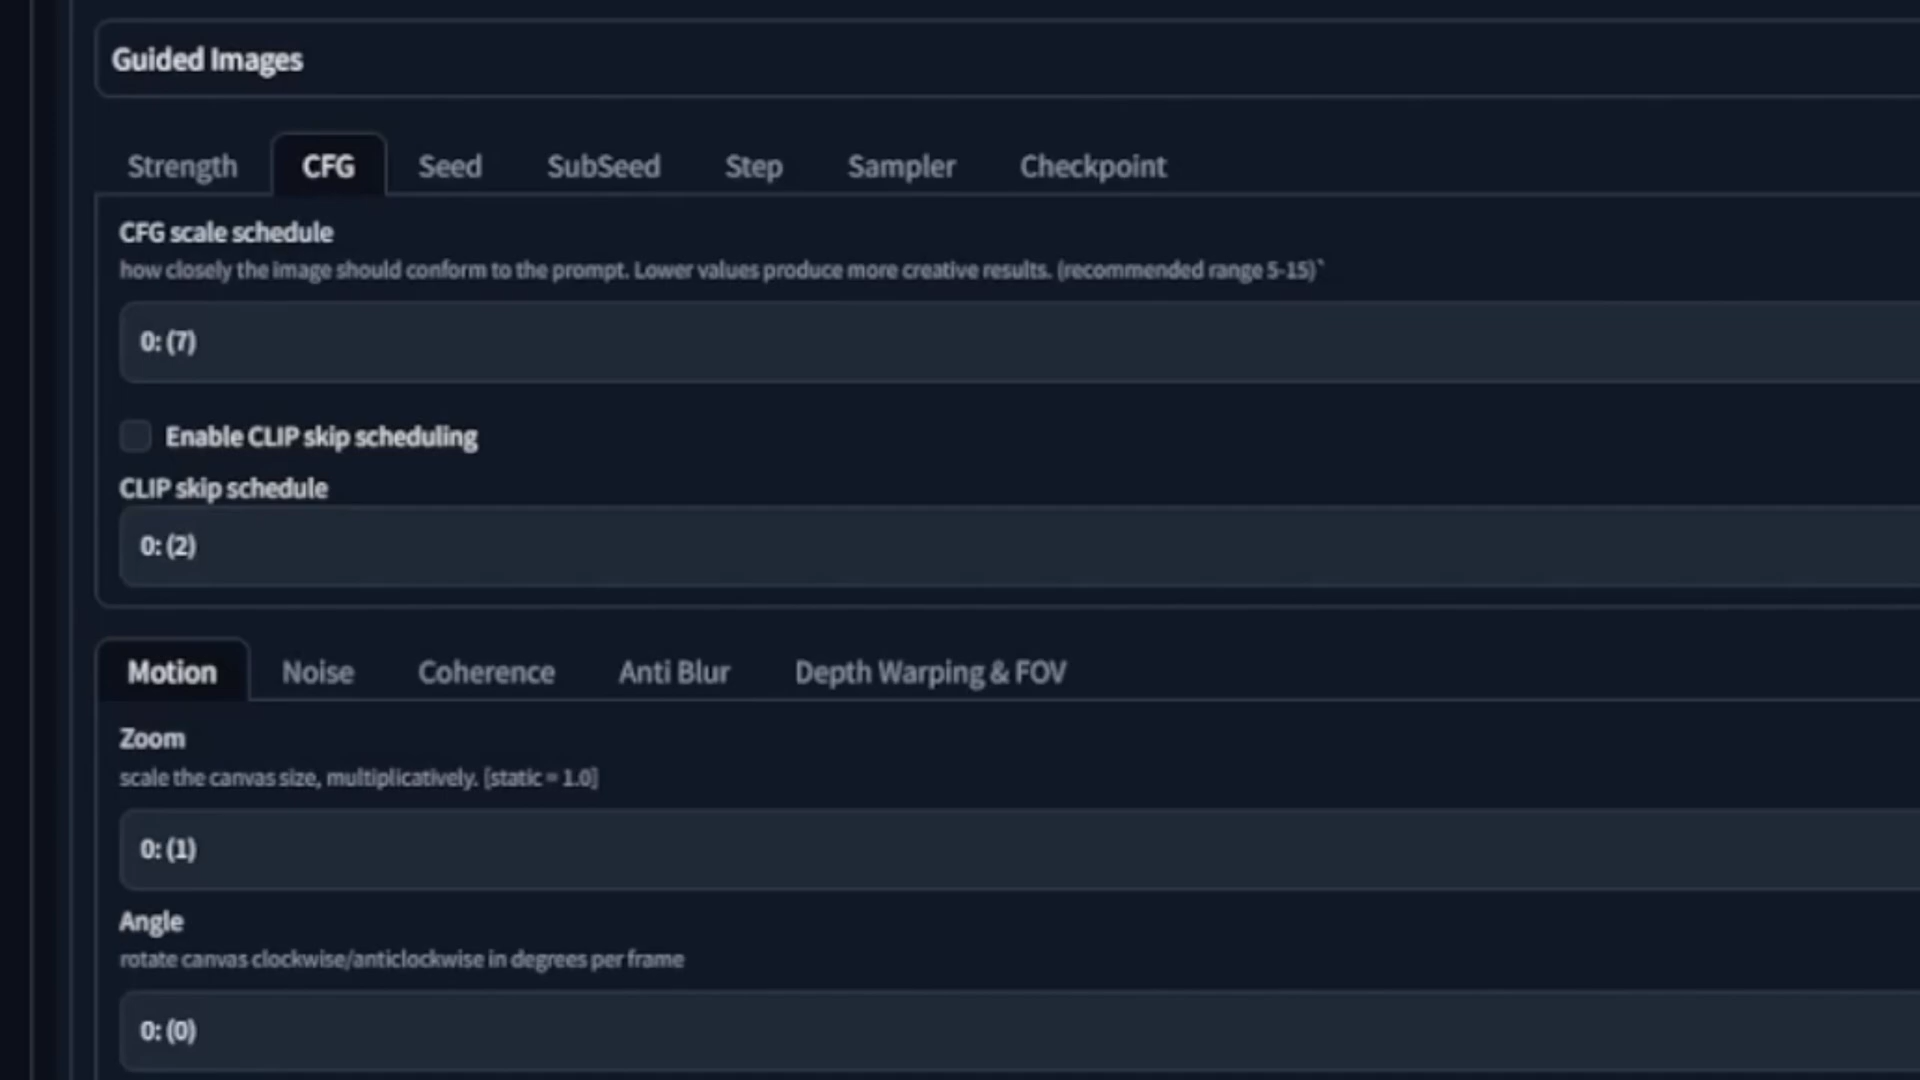 Guided Images
Strength CFG Seed SubSeed Step Sampler Checkpoint
CFG scale schedule
how closely the image should conform to the prompt. Lower values produce more creative results. (recommended range 5-15)`
0: (7)
Enable CLIP skip scheduling
CLIP skip schedule
0: (2)
Motion Noise Coherence Anti Blur Depth Warping & FOV
Zoom
scale the canvas size, multiplicatively. [static = 1.0]
0: (1)
Angle
rotate canvas clockwise/anticlockwise in degrees per frame
0: (0)